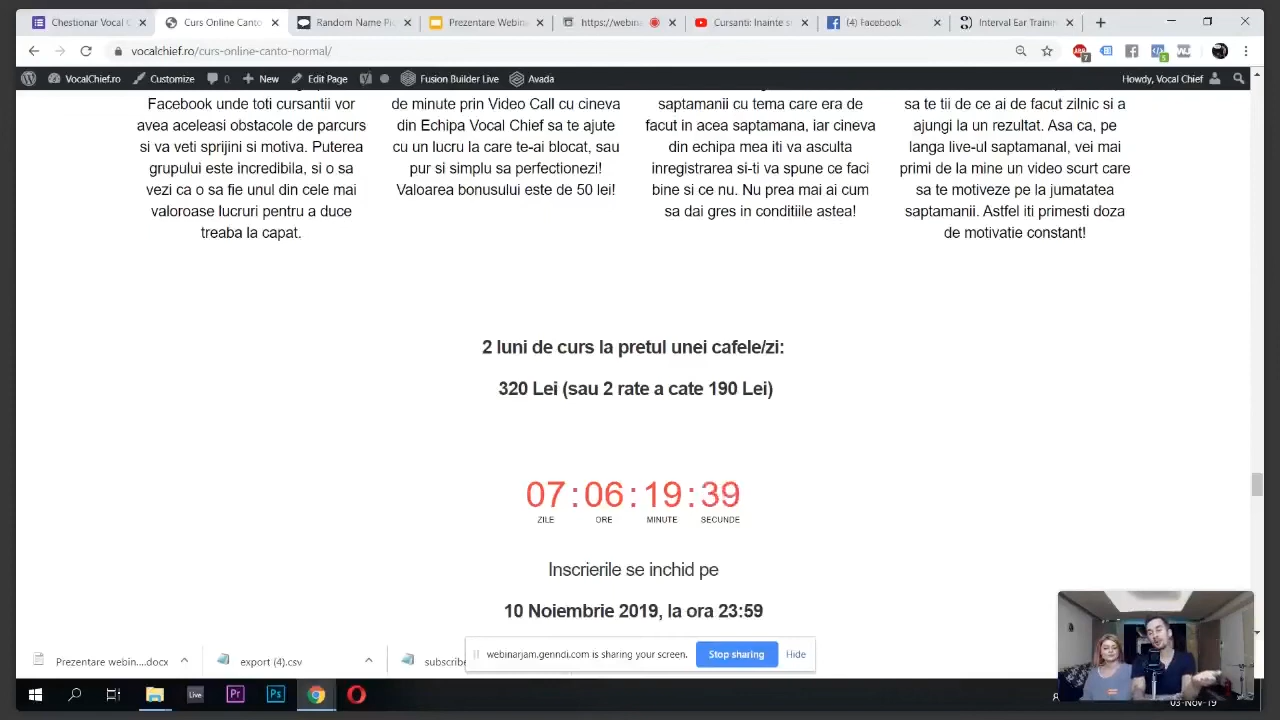 Chestionar Vocal C
Curs Online Canto
Random Name Pic
Prezentare Webin
https://webina
Cursanti: Inainte s
(4) Facebook
Interval Ear Trainin
vocalchief.ro/curs-online-canto-normal/
7
5
VocalChief.ro
Customize
0
New
Edit Page
Fusion Builder Live
Avada
Howdy, Vocal Chief
Facebook unde toti cursantii vor
avea aceleasi obstacole de parcurs
si va veti sprijini si motiva. Puterea
grupului este incredibila, si o sa
vezi ca o sa fie unul din cele mai
valoroase lucruri pentru a duce
treaba la capat.
de minute prin Video Call cu cineva
din Echipa Vocal Chief sa te ajute
cu un lucru la care te-ai blocat, sau
pur si simplu sa perfectionezi!
Valoarea bonusului este de 50 lei!
saptamanii cu tema care era de
facut in acea saptamana, iar cineva
din echipa mea iti va asculta
inregistrarea si-ti va spune ce faci
bine si ce nu. Nu prea mai ai cum
sa dai gres in conditiile astea!
sa te tii de ce ai de facut zilnic si a
ajungi la un rezultat. Asa ca, pe
langa live-ul saptamanal, vei mai
primi de la mine un video scurt care
sa te motiveze pe la jumatatea
saptamanii. Astfel iti primesti doza
de motivatie constant!
2 luni de curs la pretul unei cafele/zi:
320 Lei (sau 2 rate a cate 190 Lei)
07:06:19:39
ZILE ORE MINUTE SECUNDE
Inscrierile se inchid pe
10 Noiembrie 2019, la ora 23:59
Prezentare webin....docx
export (4).csv
subscribe
webinarjam.genndi.com is sharing your screen.
Stop sharing
Hide
Live
Pr
Ps
03-Nov-19